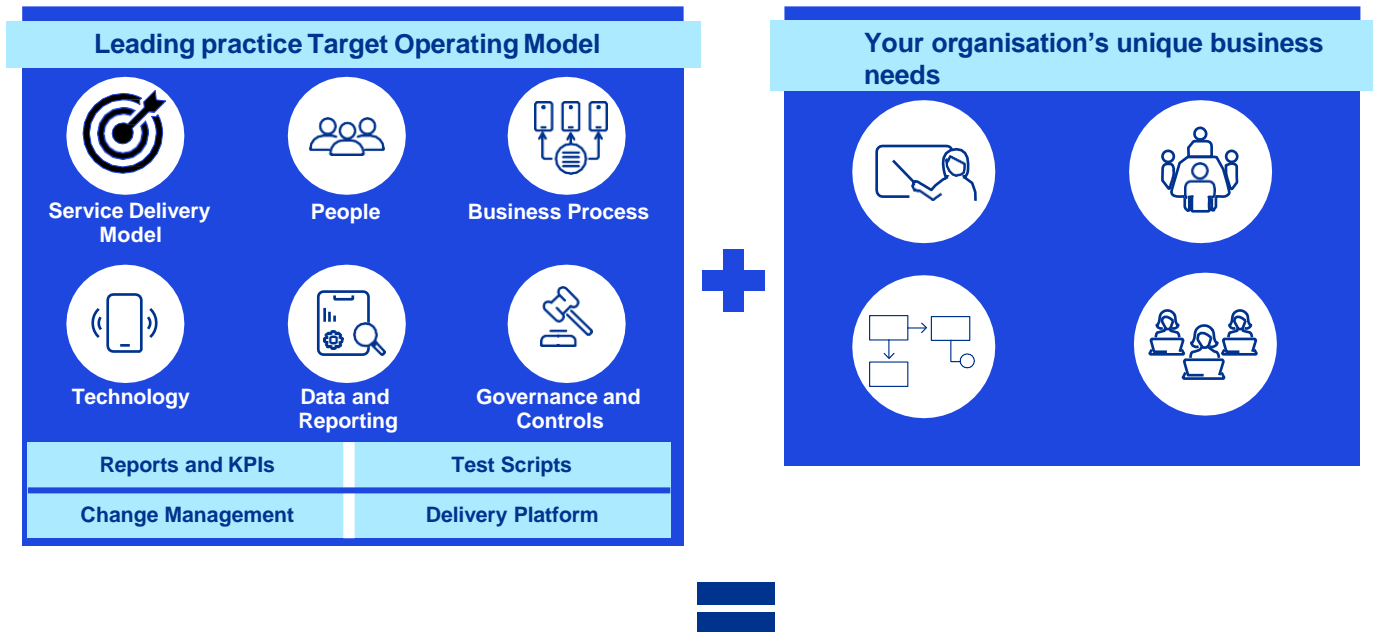 Leading practice Target Operating Model
Service Delivery
Model
People
Business Process
Technology
Data and
Reporting
Governance and
Controls
Reports and KPIs
Test Scripts
Change Management
Delivery Platform
Your organisation’s unique business
needs